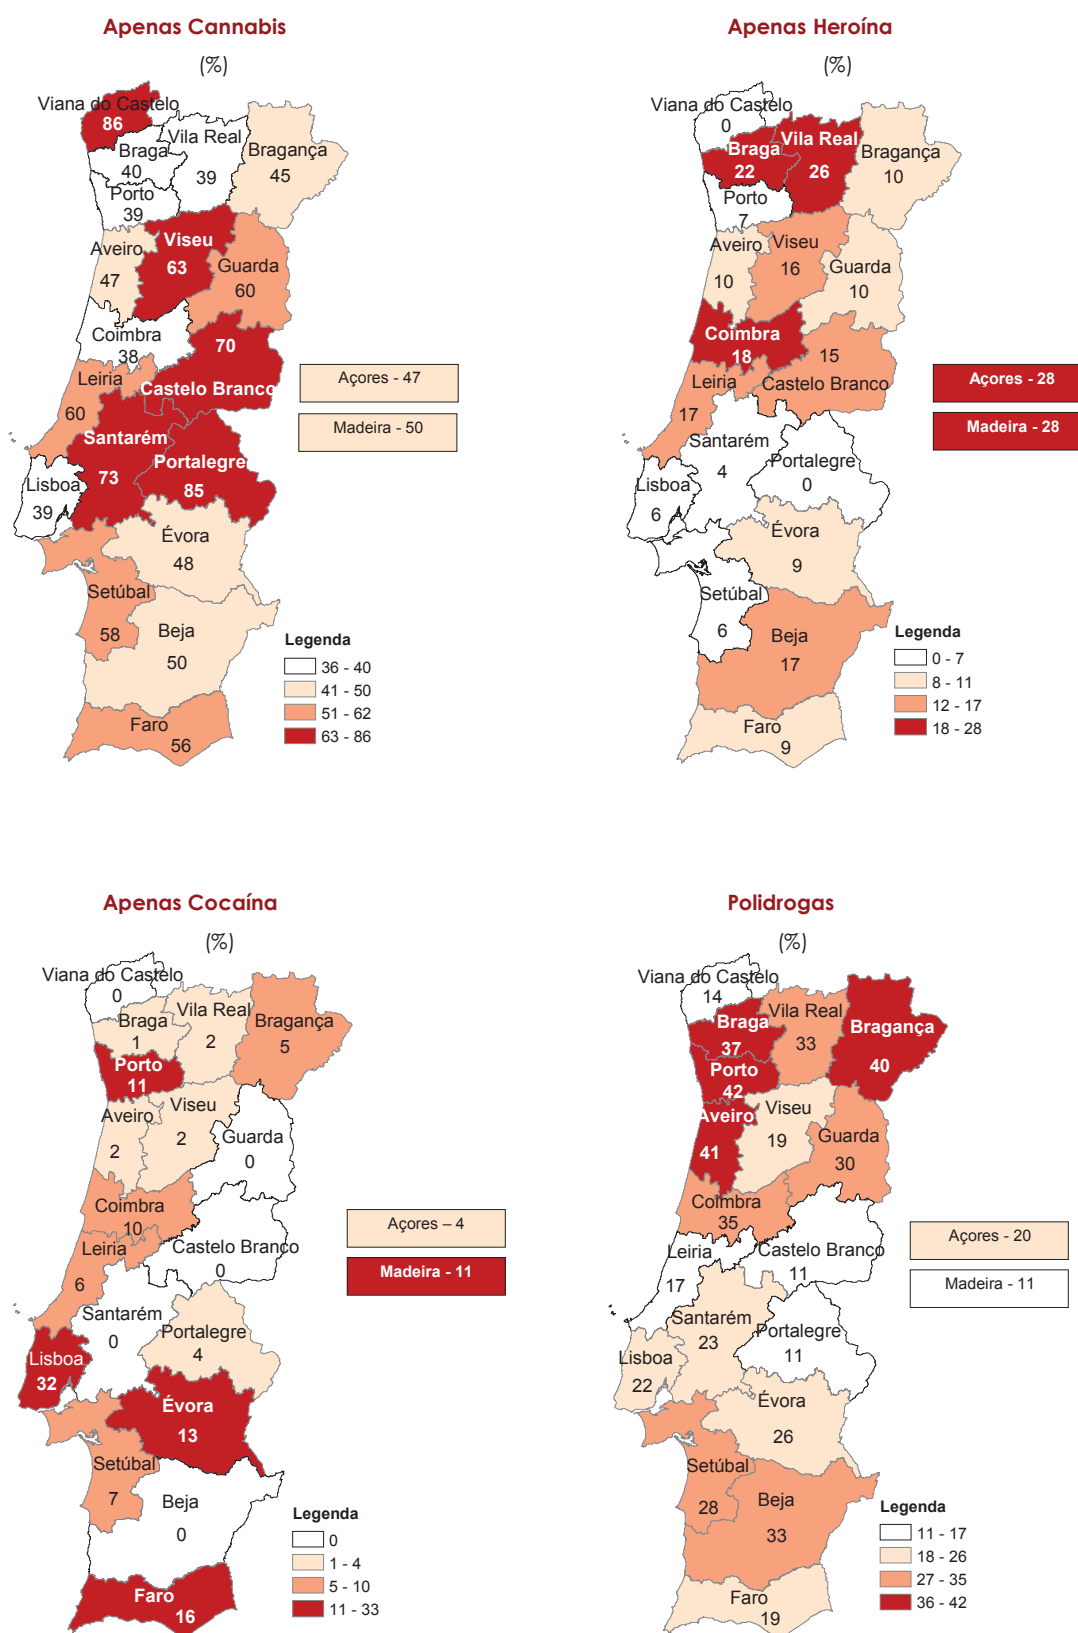 Apenas Cannabis
(%)
Viana do Castelo
86
Vila Real
39
Braga
40
Bragança
45
Porto
39
Aveiro
47
Viseu
63
Guarda
60
Coimbra
38
70
Castelo Branco
Leiria
60
Santarém
73
Portalegre
85
Lisboa
39
Évora
48
Setúbal
58
Beja
50
Faro
56
Açores - 47
Madeira - 50
Legenda
36 - 40
41 - 50
51 - 62
63 - 86
Apenas Heroína
(%)
Viana do Castelo
0
Vila Real
26
Braga
22
Bragança
10
Porto
7
Aveiro
10
Viseu
16
Guarda
10
Coimbra
18
15
Castelo Branco
Leiria
17
Santarém
4
Portalegre
0
Lisboa
6
Évora
9
Setúbal
6
Beja
17
Faro
9
Açores - 28
Madeira - 28
Legenda
0 - 7
8 - 11
12 - 17
18 - 28
Apenas Cocaína
(%)
Viana do Castelo
0
Vila Real
2
Braga
1
Bragança
5
Porto
11
Aveiro
2
Viseu
2
Guarda
0
Coimbra
10
Castelo Branco
0
Leiria
6
Santarém
0
Portalegre
4
Lisboa
32
Évora
13
Setúbal
7
Beja
0
Faro
16
Açores – 4
Madeira - 11
Legenda
0
1 - 4
5 - 10
11 - 33
Polidrogas
(%)
Viana do Castelo
14
Vila Real
33
Braga
37
Bragança
40
Porto
42
Aveiro
41
Viseu
19
Guarda
30
Coimbra
35
Castelo Branco
11
Leiria
17
Santarém
23
Portalegre
11
Lisboa
22
Évora
26
Setúbal
28
Beja
33
Faro
19
Açores - 20
Madeira - 11
Legenda
11 - 17
18 - 26
27 - 35
36 - 42